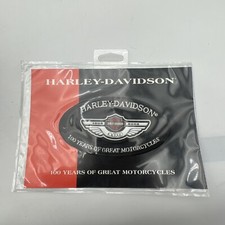 HARLEY-DAVIDSON
HARLEY-DAVIDSON®
100 YEARS OF GREAT MOTORCYCLES
100 YEARS OF GREAT MOTORCYCLES